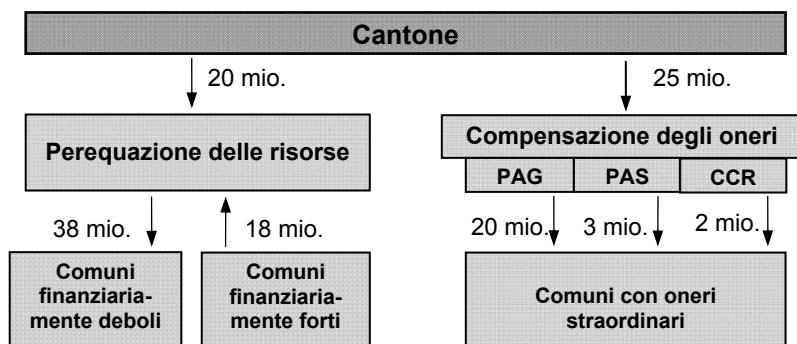 Cantone
20 mio.
25 mio.
Perequazione delle risorse
Compensazione degli oneri
PAG
PAS
CCR
38 mio.
18 mio.
20 mio.
3 mio.
2 mio.
Comuni
finanziaria-
mente deboli
Comuni
finanziaria-
mente forti
Comuni con oneri
straordinari